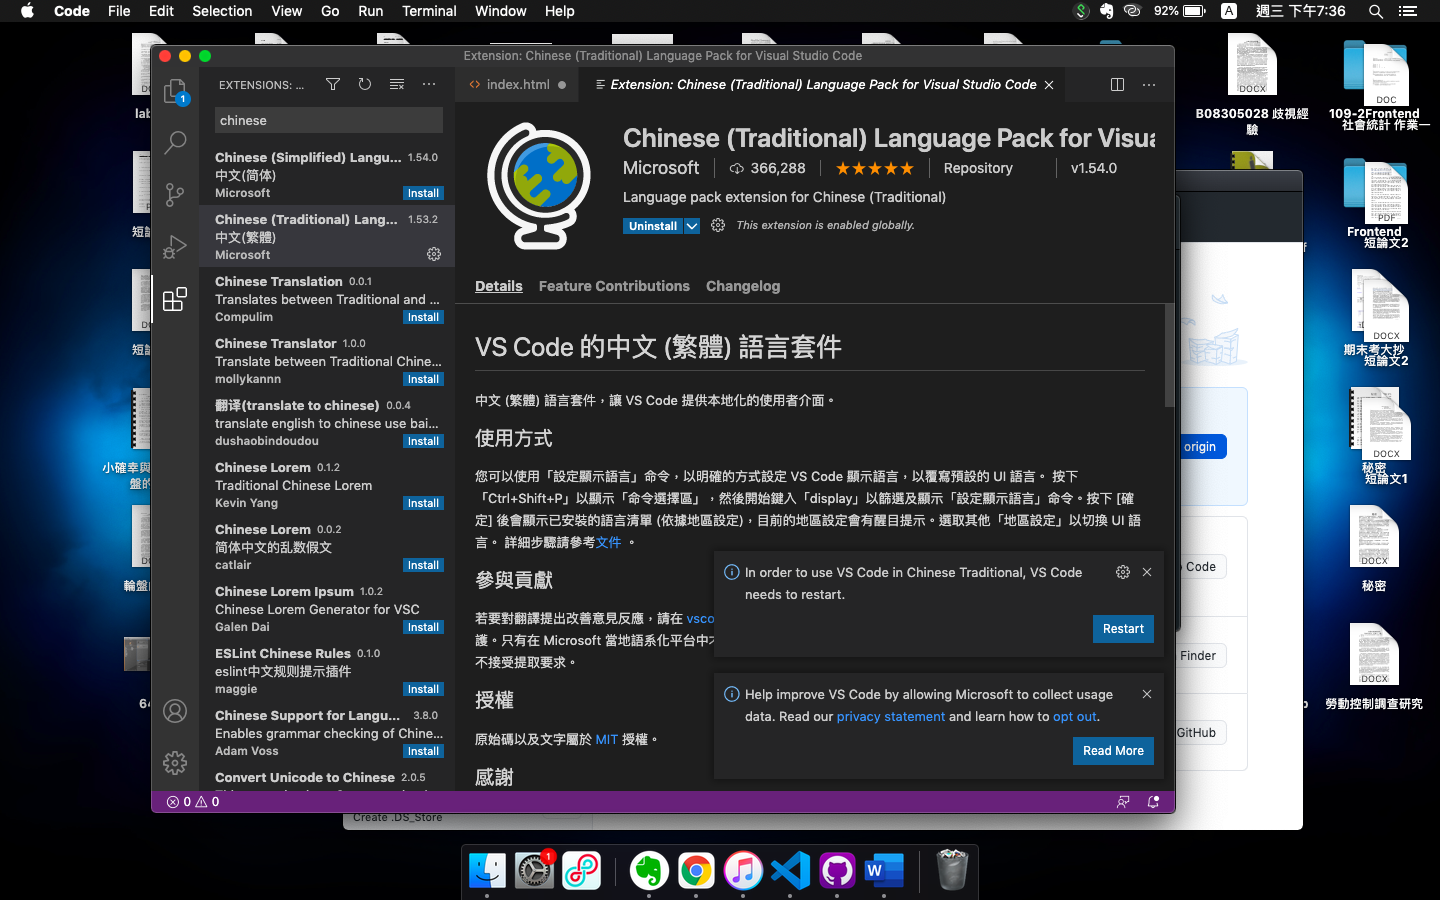 Code File Edit Selection View Go Run Terminal Window Help
92% A 週三 下午7:36
Extension: Chinese (Traditional) Language Pack for Visual Studio Code
EXTENSIONS: ...
1
chinese
Chinese (Simplified) Langu... 1.54.0
中文(简体)
Microsoft Install
Chinese (Traditional) Lang... 1.53.2
中文(繁體)
Microsoft
Chinese Translation 0.0.1
Translates between Traditional and ...
Compulim Install
Chinese Translator 1.0.0
Translate between Traditional Chine...
mollykannn Install
翻译(translate to chinese) 0.0.4
translate english to chinese use bai...
dushaobindoudou Install
Chinese Lorem 0.1.2
Traditional Chinese Lorem
Kevin Yang Install
Chinese Lorem 0.0.2
简体中文的乱数假文
catlair Install
Chinese Lorem Ipsum 1.0.2
Chinese Lorem Generator for VSC
Galen Dai Install
ESLint Chinese Rules 0.1.0
eslint中文规则提示插件
maggie Install
Chinese Support for Langu... 3.8.0
Enables grammar checking of Chine...
Adam Voss Install
Convert Unicode to Chinese 2.0.5
index.html
Extension: Chinese (Traditional) Language Pack for Visual Studio Code
Chinese (Traditional) Language Pack for Visua
Microsoft 366,288 Repository v1.54.0
Language pack extension for Chinese (Traditional)
Uninstall This extension is enabled globally.
Details Feature Contributions Changelog
VS Code 的中文 (繁體) 語言套件
中文 (繁體) 語言套件，讓 VS Code 提供本地化的使用者介面。
使用方式
您可以使用「設定顯示語言」命令，以明確的方式設定 VS Code 顯示語言，以覆寫預設的 UI 語言。 按下
「Ctrl+Shift+P」以顯示「命令選擇區」，然後開始鍵入「display」以篩選及顯示「設定顯示語言」命令。按下 [確
定] 後會顯示已安裝的語言清單 (依據地區設定)，目前的地區設定會有醒目提示。選取其他「地區設定」以切換 UI 語
言。 詳細步驟請參考文件 。
參與貢獻
若要對翻譯提出改善意見反應，請在 vsco
護。只有在 Microsoft 當地語系化平台中
不接受提取要求。
授權
原始碼以及文字屬於 MIT 授權。
感謝
In order to use VS Code in Chinese Traditional, VS Code
needs to restart.
Restart
Help improve VS Code by allowing Microsoft to collect usage
data. Read our privacy statement and learn how to opt out.
Read More
0 0
Create .DS_Store
origin
Code
Finder
GitHub
lab
短論
短論
小確幸與
盤的
輪盤
64
DOCX
B08305028 歧視經
驗
DOC
109-2Frontend
社會統計 作業一
PDF
Frontend
短論文2
DOCX
期末考大抄
短論文2
DOCX
秘密
短論文1
DOCX
秘密
DOCX
勞動控制調查研究
1
W